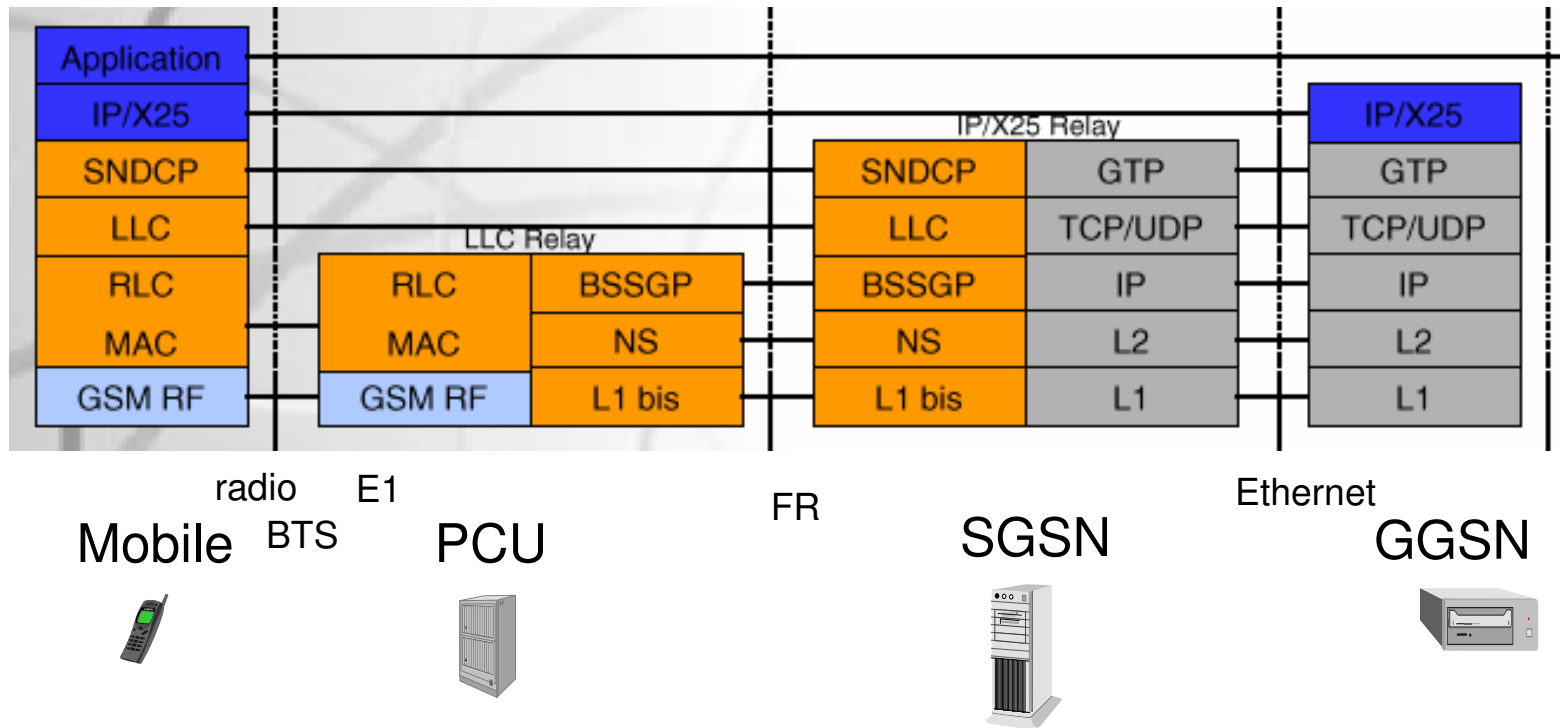 Application
IP/X25 IP/X25
IP/X25 Relay
SNDCP SNDCP GTP GTP
LLC LLC TCP/UDP TCP/UDP
LLC Relay
RLC RLC BSSGP BSSGP IP IP
MAC MAC NS NS L2 L2
GSM RF GSM RF L1 bis L1 bis L1 L1
radio E1 FR Ethernet
Mobile BTS PCU SGSN GGSN